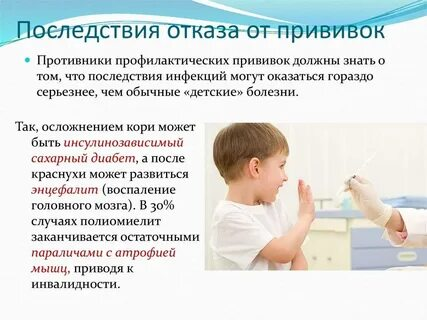 Последствия отказа от прививок
Противники профилактических прививок должны знать о
том, что последствия инфекций могут оказаться гораздо
серьезнее, чем обычные «детские» болезни.
Так, осложнением кори может
быть инсулинозависимый
сахарный диабет, а после
краснухи может развиться
энцефалит (воспаление
головного мозга). В 30%
случаях полиомиелит
заканчивается остаточными
параличами с атрофией
мышц, приводя к
инвалидности.